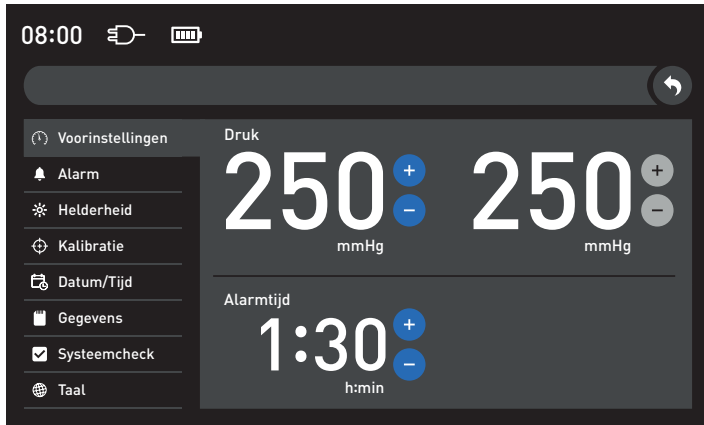 08:00
Voorinstellingen
Alarm
Helderheid
Kalibratie
Datum/Tijd
Gegevens
Systeemcheck
Taal
Druk
250 + − 250 + −
mmHg mmHg
Alarmtijd
1:30 + −
h:min